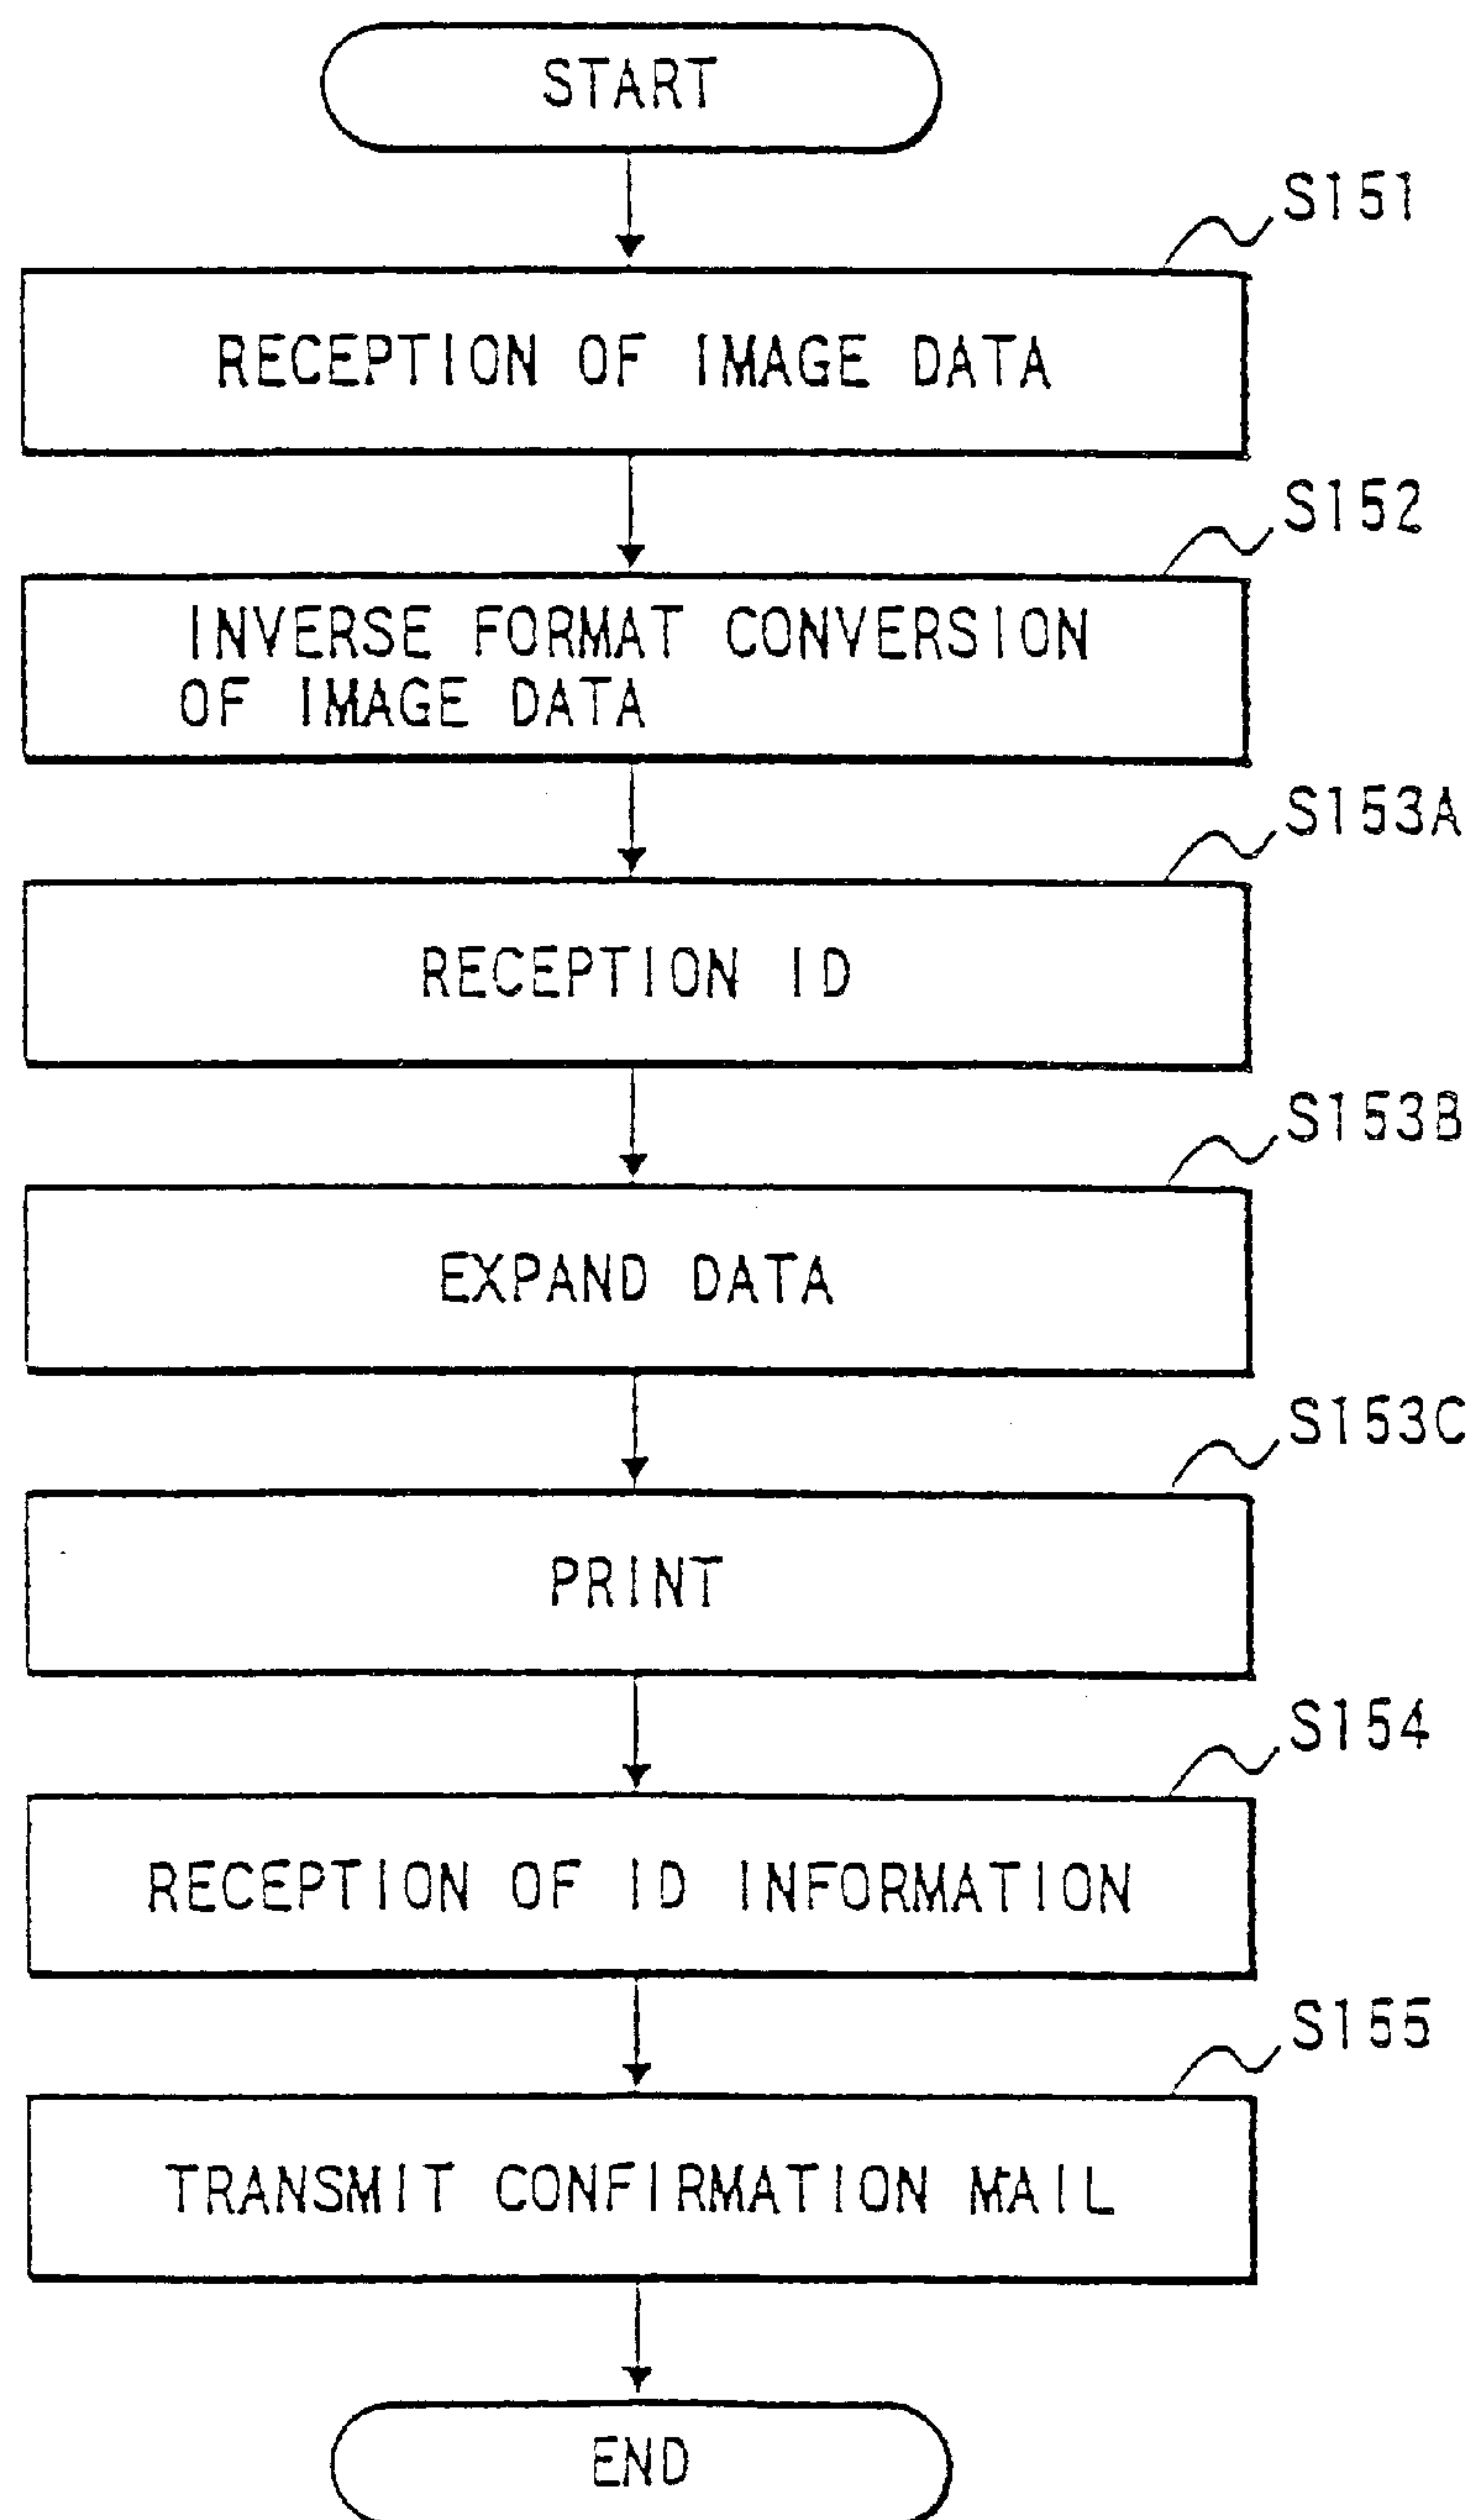 START
S151
RECEPTION OF IMAGE DATA
S152
INVERSE FORMAT CONVERSION
OF IMAGE DATA
S153A
RECEPTION ID
S153B
EXPAND DATA
S153C
PRINT
S154
RECEPTION OF ID INFORMATION
S155
TRANSMIT CONFIRMATION MAIL
END